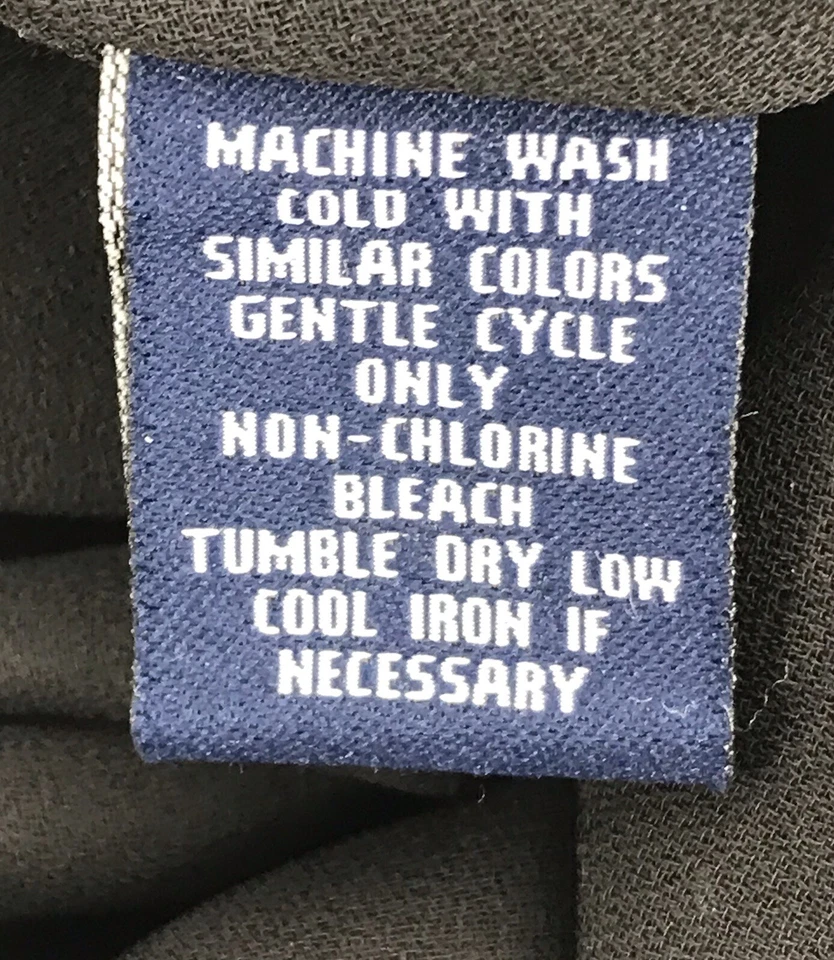 MACHINE WASH
COLD WITH
SIMILAR COLORS
GENTLE CYCLE
ONLY
NON-CHLORINE
BLEACH
TUMBLE DRY LOW
COOL IRON IF
NECESSARY